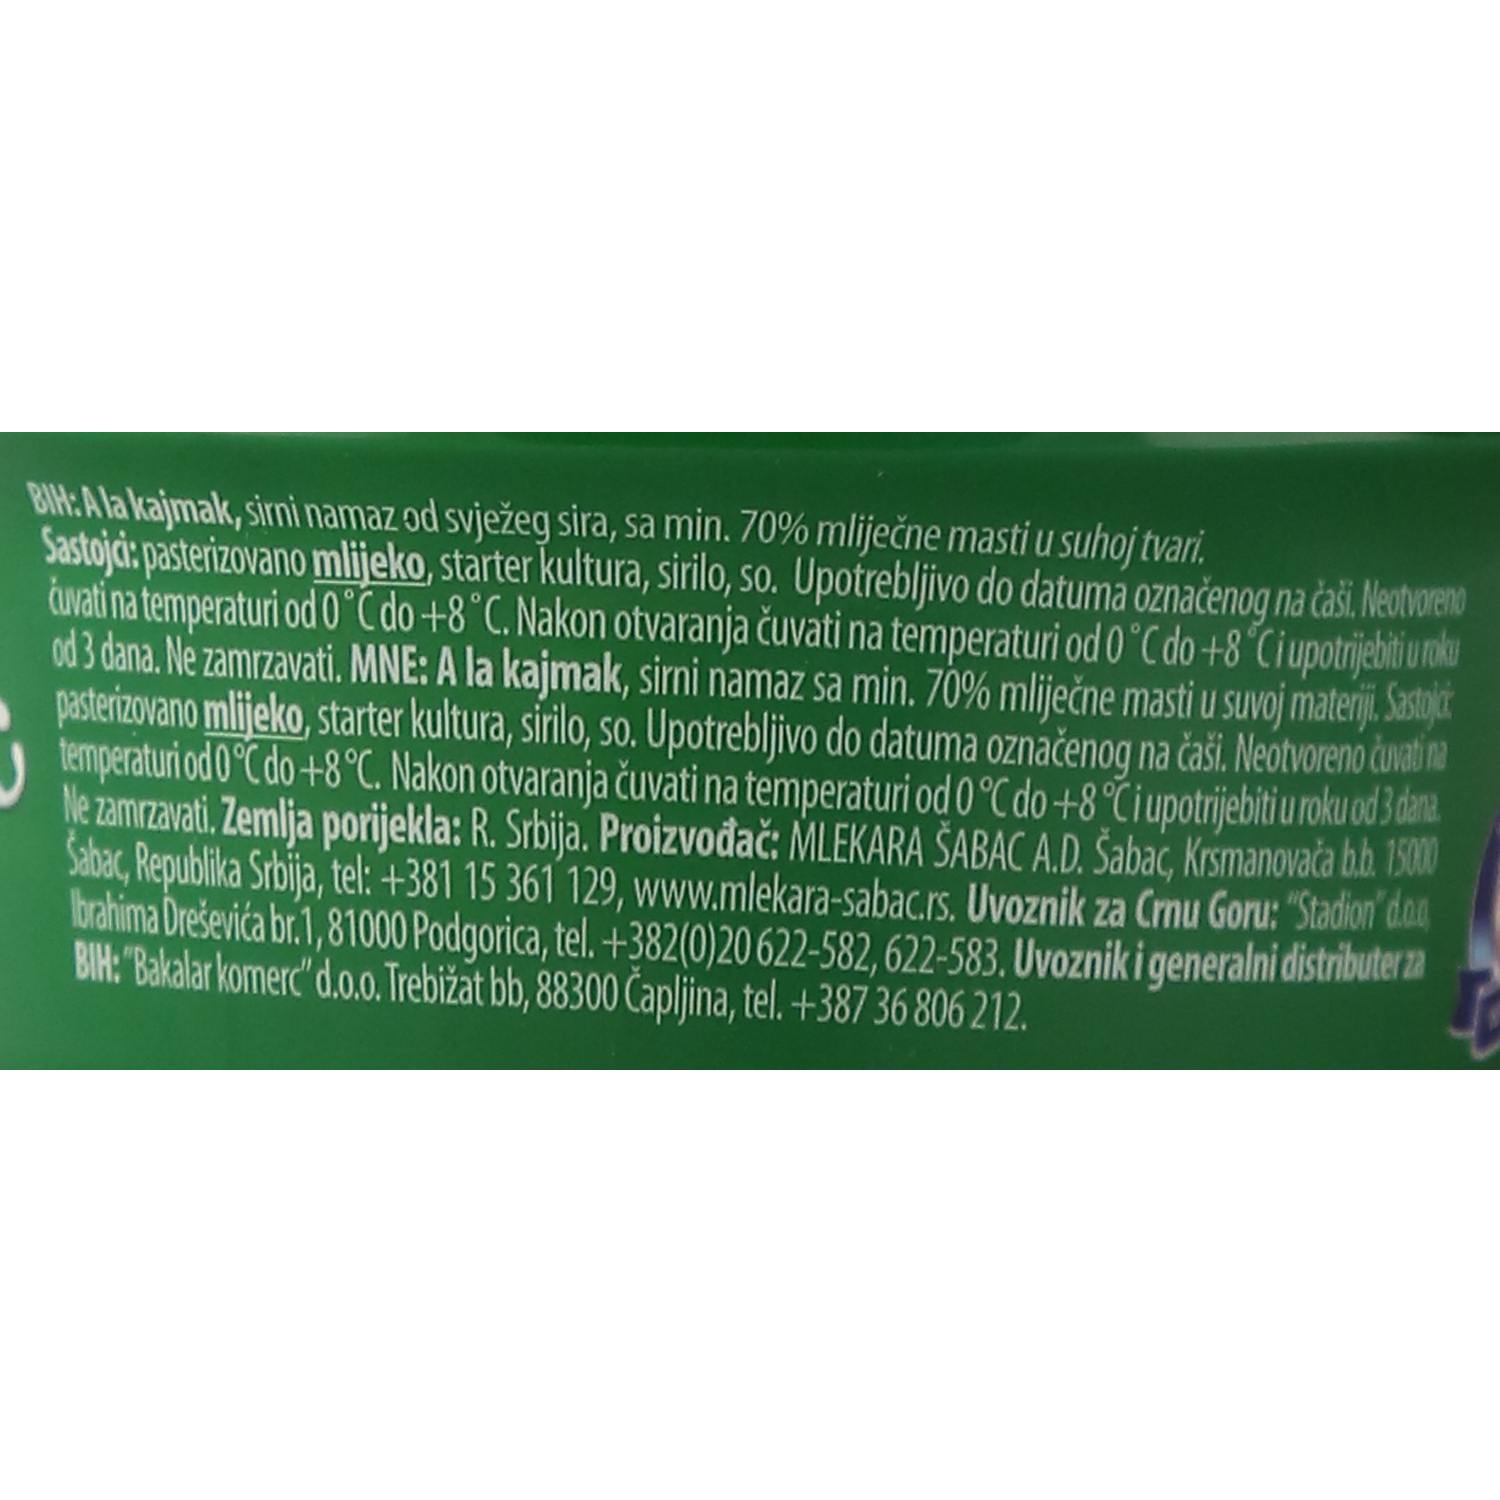 BIH: A la kajmak, sirni namaz od svježeg sira, sa min. 70% mliječne masti u suhoj tvari.
Sastojci: pasterizovano mlijeko, starter kultura, sirilo, so. Upotrebljivo do datuma označenog na čaši. Neotvoreno
čuvati na temperaturi od 0 °C do +8 °C. Nakon otvaranja čuvati na temperaturi od 0 °C do +8 °C i upotrijebiti u roku
od 3 dana. Ne zamrzavati. MNE: A la kajmak, sirni namaz sa min. 70% mliječne masti u suvoj materiji. Sastojci:
pasterizovano mlijeko, starter kultura, sirilo, so. Upotrebljivo do datuma označenog na čaši. Neotvoreno čuvati na
temperaturi od 0 °C do +8 °C. Nakon otvaranja čuvati na temperaturi od 0 °C do +8 °C i upotrijebiti u roku od 3 dana.
Ne zamrzavati. Zemlja porijekla: R. Srbija. Proizvođač: MLEKARA ŠABAC A.D. Šabac, Krsmanovača b.b. 15000
Šabac, Republika Srbija, tel: +381 15 361 129, www.mlekara-sabac.rs. Uvoznik za Crnu Goru: "Stadion" d.o.o,
Ibrahima Dreševića br.1, 81000 Podgorica, tel. +382(0)20 622-582, 622-583. Uvoznik i generalni distributer za
BIH: "Bakalar komerc" d.o.o. Trebižat bb, 88300 Čapljina, tel. +387 36 806 212.